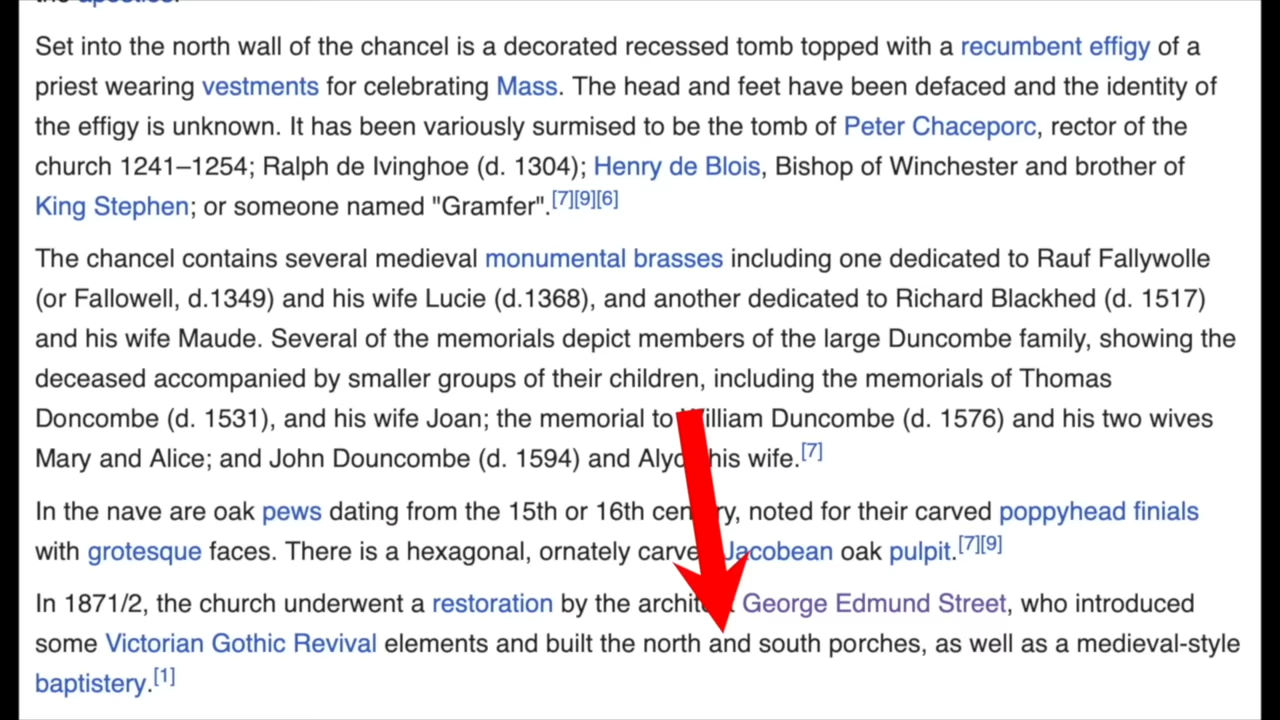 Set into the north wall of the chancel is a decorated recessed tomb topped with a recumbent effigy of a
priest wearing vestments for celebrating Mass. The head and feet have been defaced and the identity of
the effigy is unknown. It has been variously surmised to be the tomb of Peter Chaceporc, rector of the
church 1241–1254; Ralph de Ivinghoe (d. 1304); Henry de Blois, Bishop of Winchester and brother of
King Stephen; or someone named "Gramfer".[7][9][6]
The chancel contains several medieval monumental brasses including one dedicated to Rauf Fallywolle
(or Fallowell, d.1349) and his wife Lucie (d.1368), and another dedicated to Richard Blackhed (d. 1517)
and his wife Maude. Several of the memorials depict members of the large Duncombe family, showing the
deceased accompanied by smaller groups of their children, including the memorials of Thomas
Doncombe (d. 1531), and his wife Joan; the memorial to William Duncombe (d. 1576) and his two wives
Mary and Alice; and John Douncombe (d. 1594) and his wife.[7]
In the nave are oak pews dating from the 15th or 16th century, noted for their carved poppyhead finials
with grotesque faces. There is a hexagonal, ornately carved Jacobean oak pulpit.[7][9]
In 1871/2, the church underwent a restoration by the architect George Edmund Street, who introduced
some Victorian Gothic Revival elements and built the north and south porches, as well as a medieval-style
baptistery.[1]